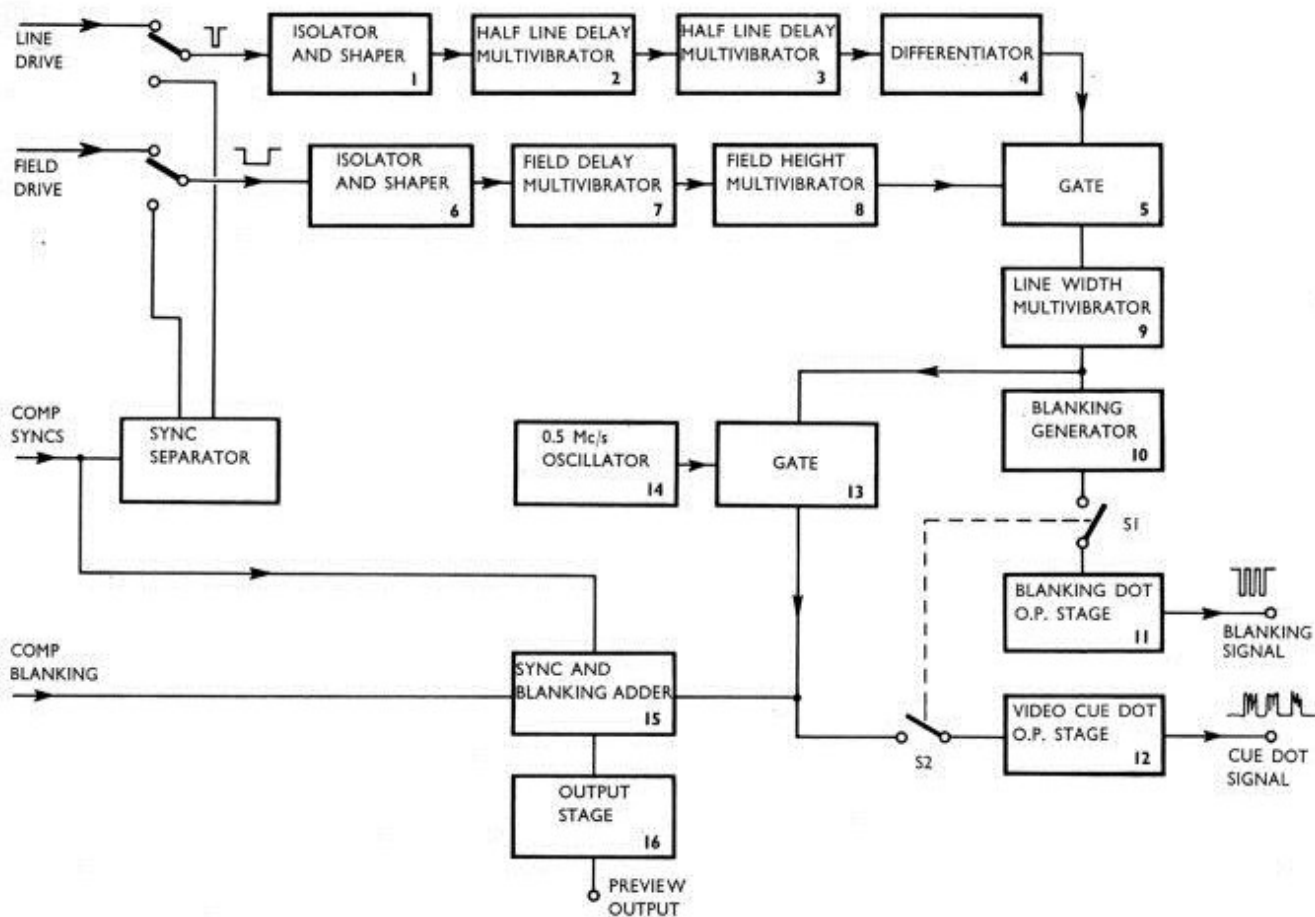 LINE
DRIVE
ISOLATOR
AND SHAPER
1
HALF LINE DELAY
MULTIVIBRATOR
2
HALF LINE DELAY
MULTIVIBRATOR
3
DIFFERENTIATOR
4
FIELD
DRIVE
ISOLATOR
AND SHAPER
6
FIELD DELAY
MULTIVIBRATOR
7
FIELD HEIGHT
MULTIVIBRATOR
8
GATE
5
LINE WIDTH
MULTIVIBRATOR
9
COMP
SYNCS
SYNC
SEPARATOR
0.5 Mc/s
OSCILLATOR
14
GATE
13
BLANKING
GENERATOR
10
S1
BLANKING DOT
O.P. STAGE
11
BLANKING
SIGNAL
COMP
BLANKING
SYNC AND
BLANKING ADDER
15
S2
VIDEO CUE DOT
O.P. STAGE
12
CUE DOT
SIGNAL
OUTPUT
STAGE
16
PREVIEW
OUTPUT